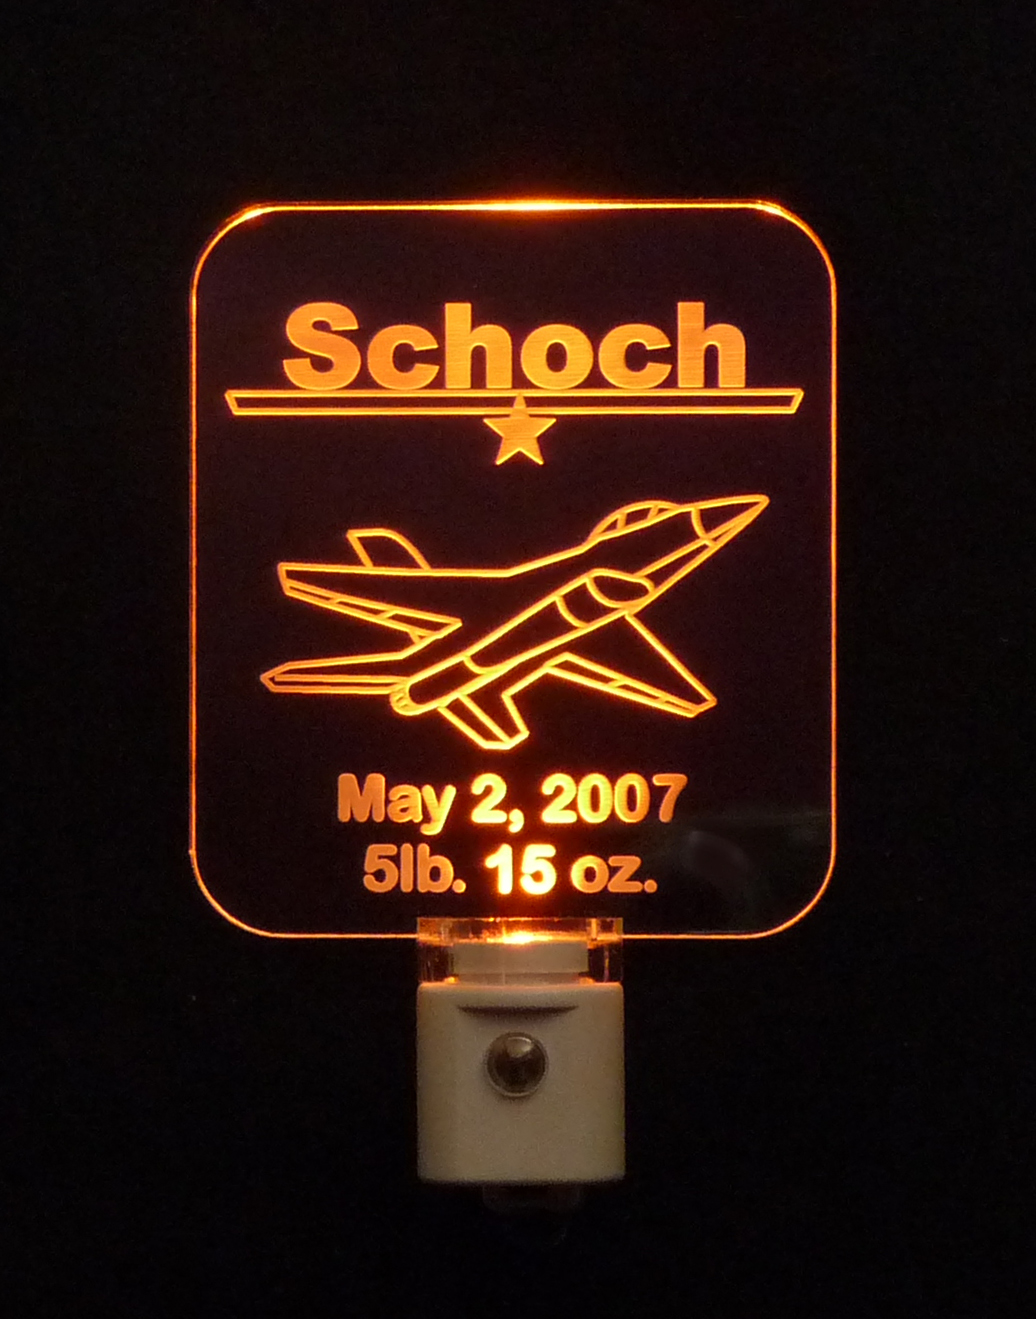 Schoch
May 2, 2007
5lb. 15 oz.